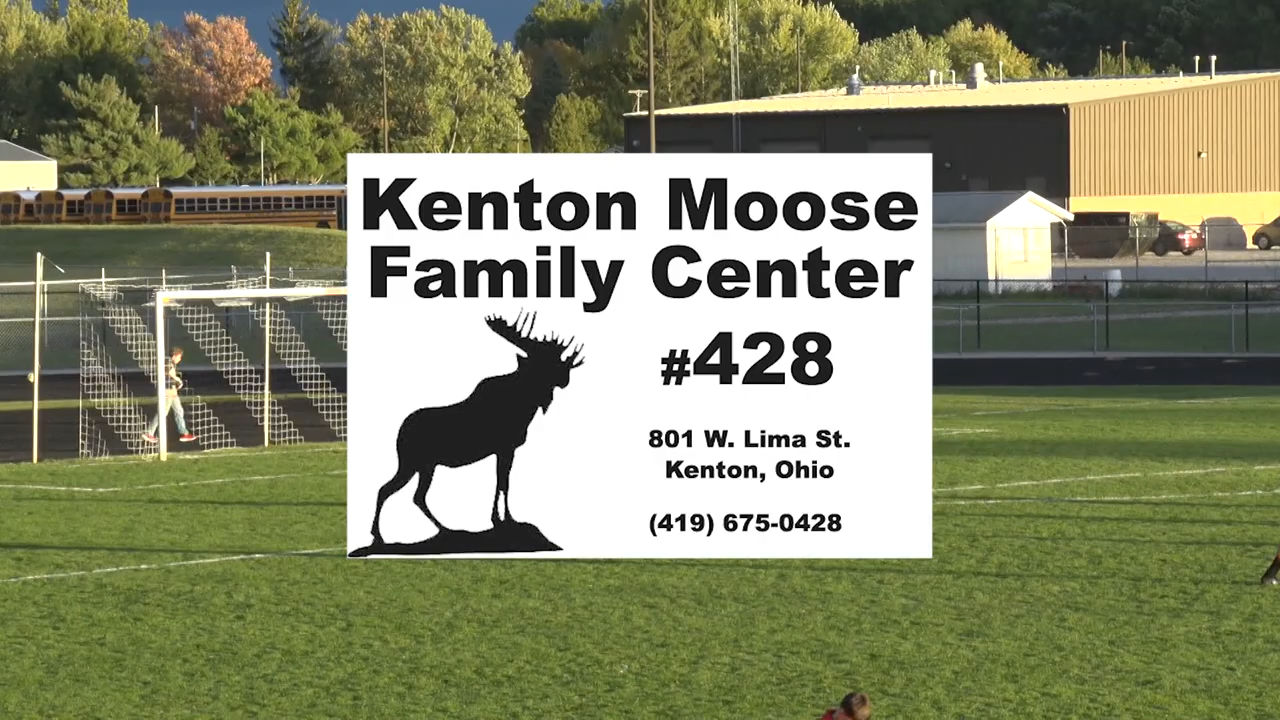 Kenton Moose
Family Center
#428
801 W. Lima St.
Kenton, Ohio
(419) 675-0428